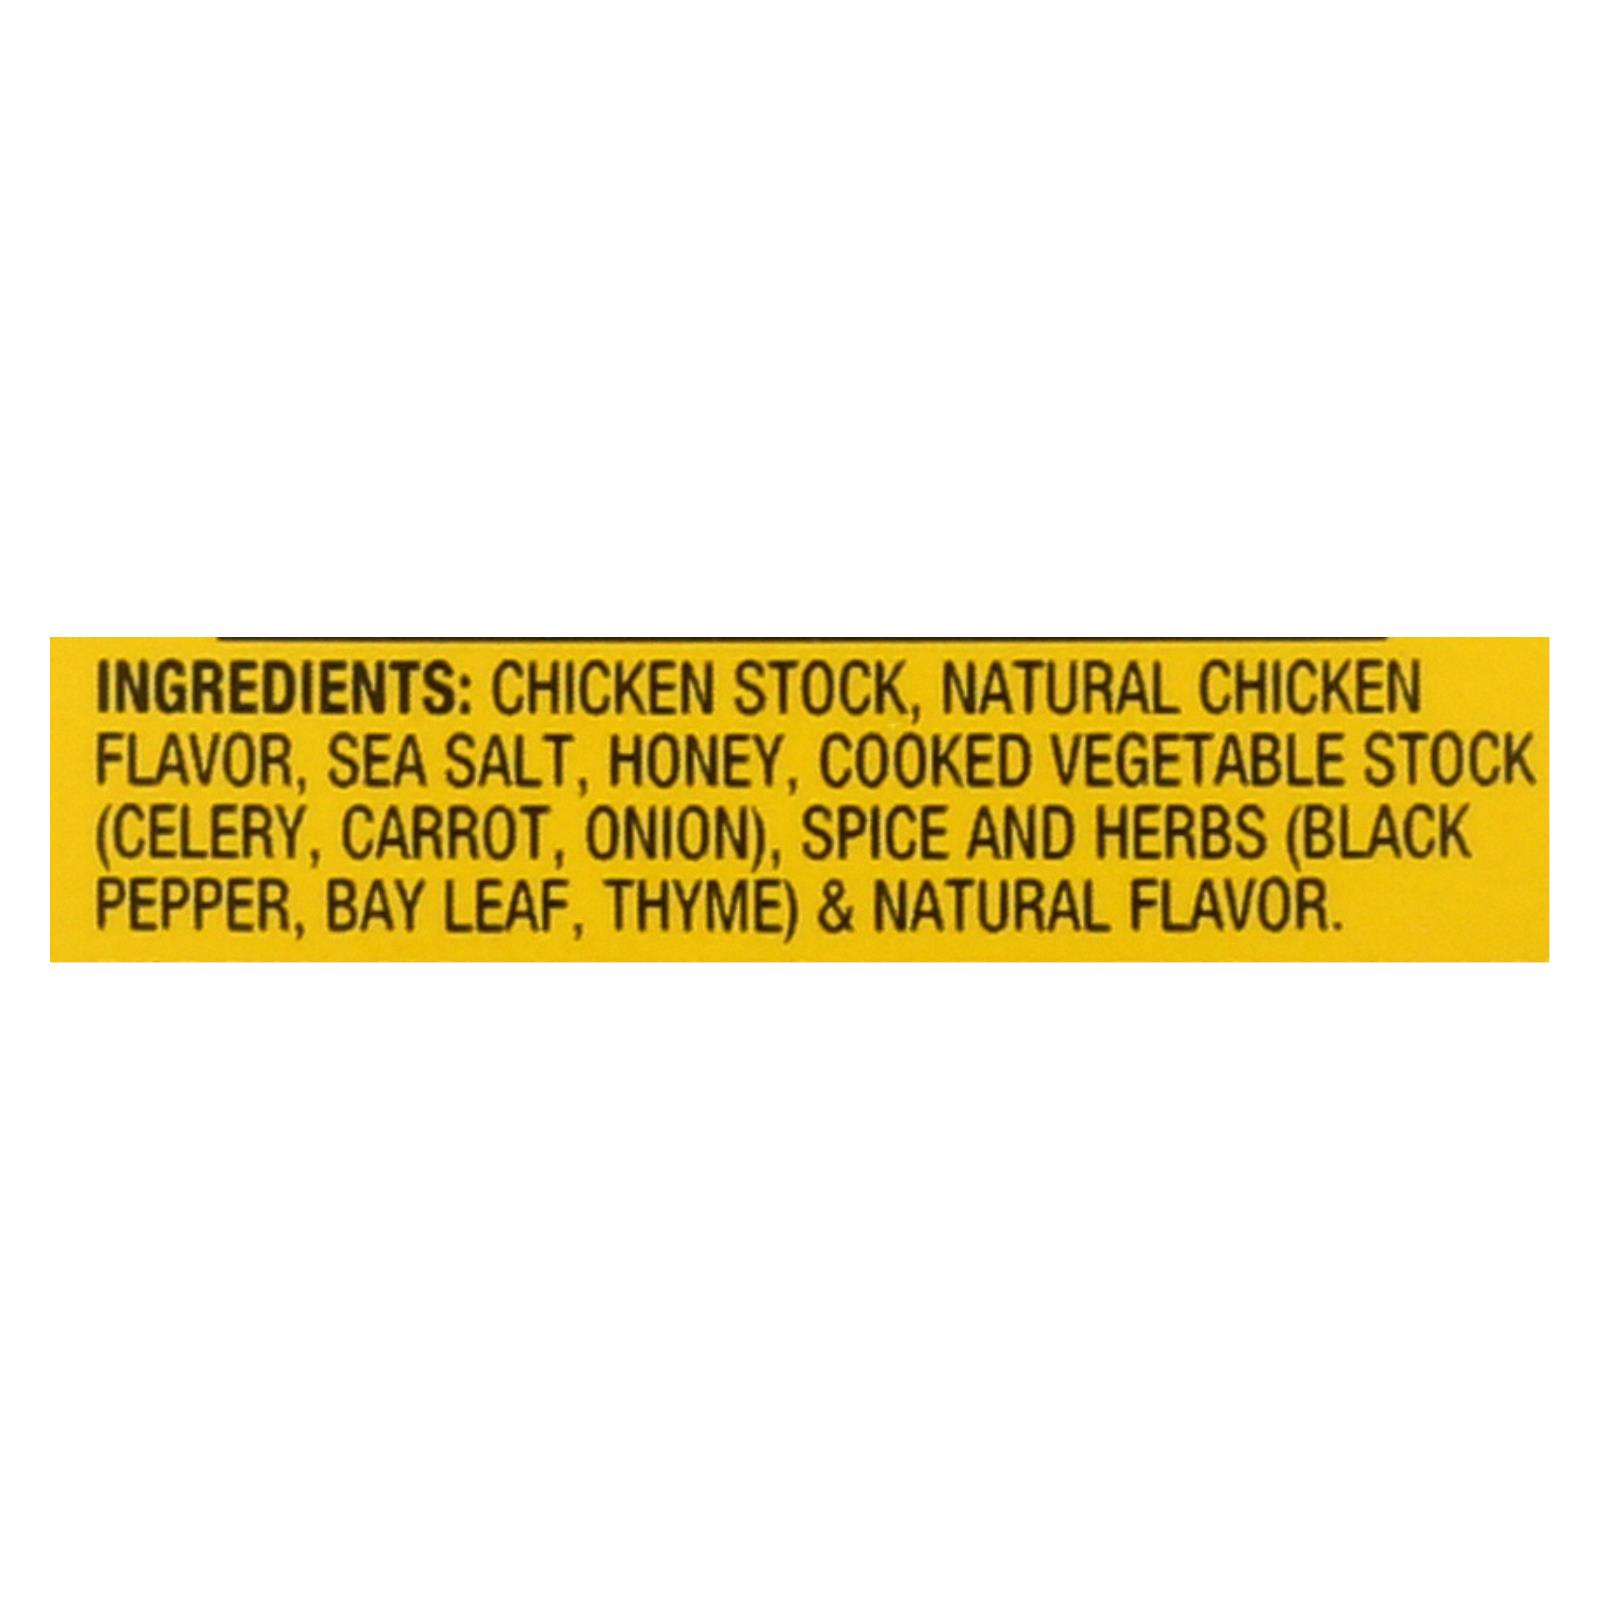 INGREDIENTS: CHICKEN STOCK, NATURAL CHICKEN
FLAVOR, SEA SALT, HONEY, COOKED VEGETABLE STOCK
(CELERY, CARROT, ONION), SPICE AND HERBS (BLACK
PEPPER, BAY LEAF, THYME) & NATURAL FLAVOR.